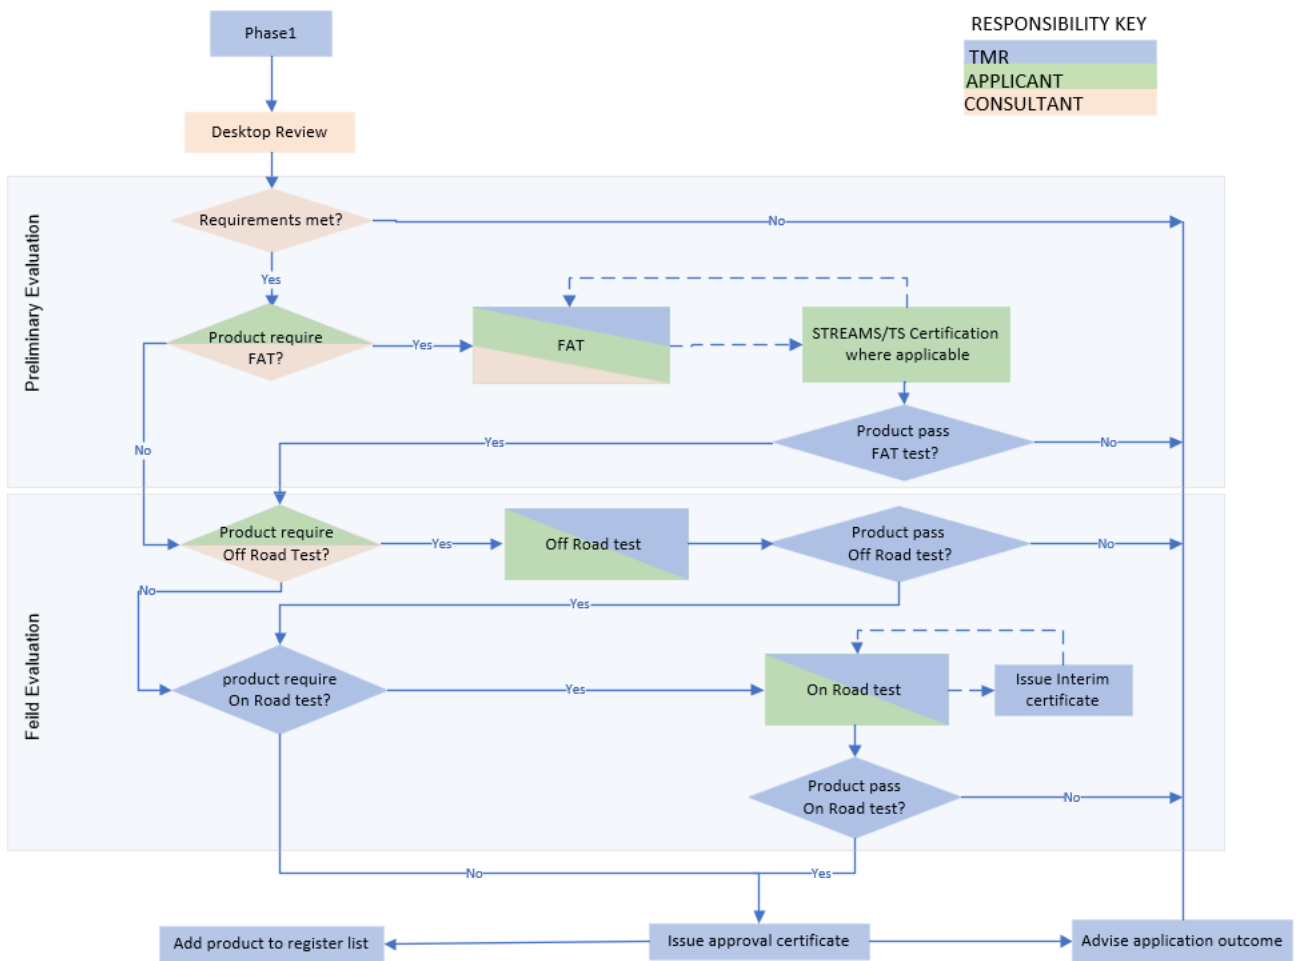 Phase1
RESPONSIBILITY KEY
TMR
APPLICANT
CONSULTANT
Desktop Review
Preliminary Evaluation
Requirements met?
No
Yes
Product require
FAT?
Yes
FAT
STREAMS/TS Certification
where applicable
No
Yes
Product pass
FAT test?
No
Product require
Off Road Test?
Yes
Off Road test
Product pass
Off Road test?
No
No
Yes
Feild Evaluation
product require
On Road test?
Yes
On Road test
Issue Interim
certificate
Product pass
On Road test?
No
No
Yes
Add product to register list
Issue approval certificate
Advise application outcome